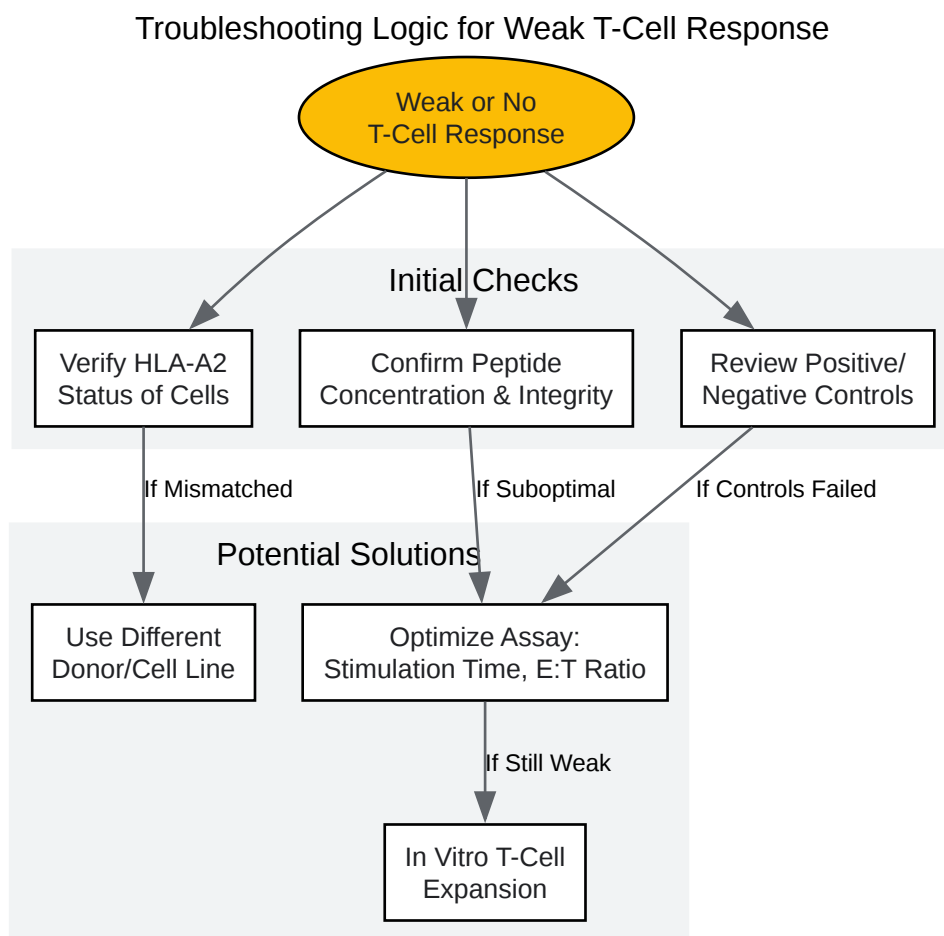 Troubleshooting Logic for Weak T-Cell Response
Weak or No
T-Cell Response
Initial Checks
Verify HLA-A2
Status of Cells
Confirm Peptide
Concentration & Integrity
Review Positive/
Negative Controls
If Mismatched
If Suboptimal
If Controls Failed
Potential Solutions
Use Different
Donor/Cell Line
Optimize Assay:
Stimulation Time, E:T Ratio
If Still Weak
In Vitro T-Cell
Expansion